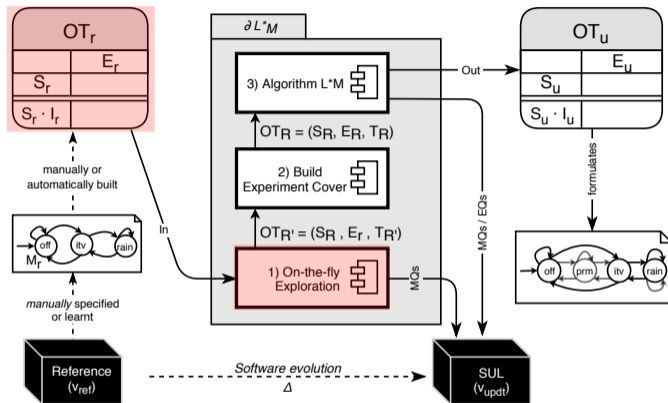 OTr
Er
Sr
Sr · Ir
∂ L*M
3) Algorithm L*M
Out
OTu
Eu
Su
Su · Iu
OTR = (SR, ER, TR)
manually or
automatically built
2) Build
Experiment Cover
MQs / EQs
formulates
In
OTR' = (SR , Er , TR')
off
itv
rain
Mr
1) On-the-fly
Exploration
MQs
off
prm
itv
rain
manually specified
or learnt
Reference
(vref)
Software evolution
Δ
SUL
(vupdt)